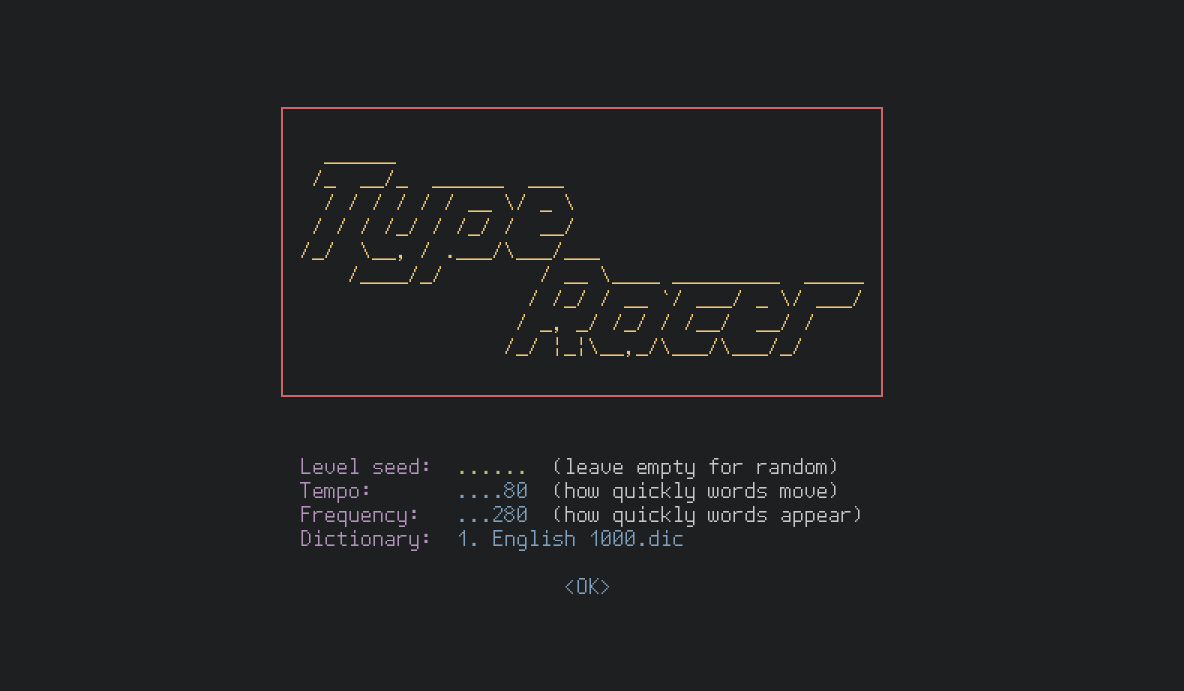 Type
Racer
Level seed: ...... (leave empty for random)
Tempo: ....80 (how quickly words move)
Frequency: ...280 (how quickly words appear)
Dictionary: 1. English 1000.dic
<OK>